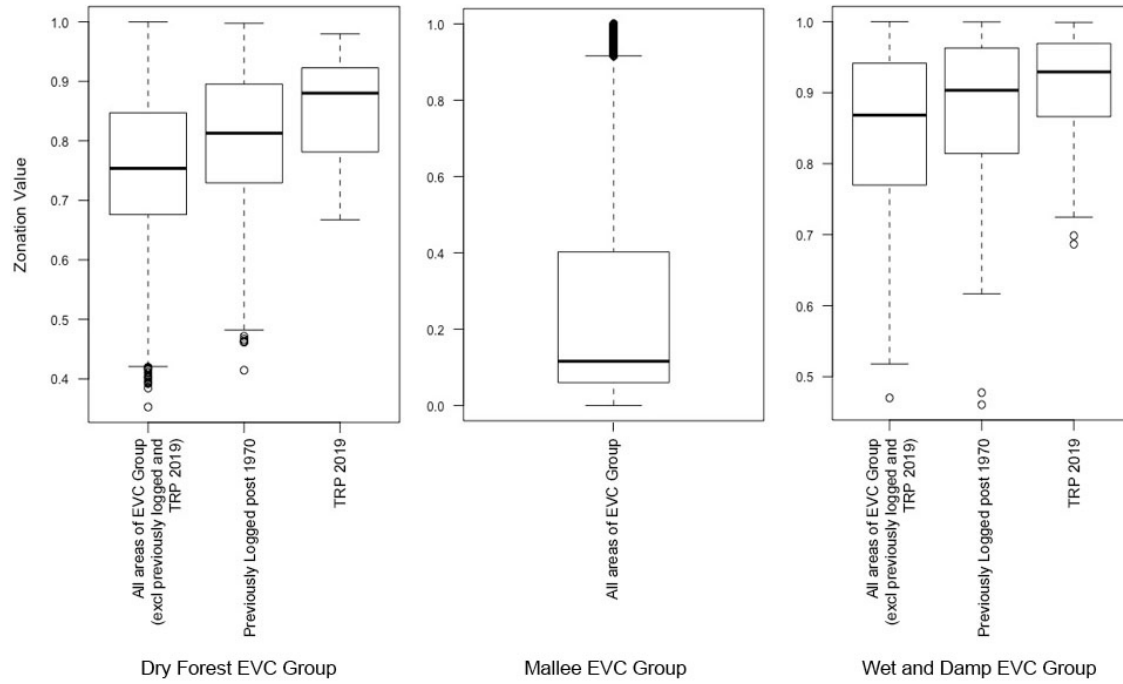 Zonation Value
1.0
0.9
0.8
0.7
0.6
0.5
0.4
All areas of EVC Group
(excl previously logged and
TRP 2019)
Previously Logged post 1970
TRP 2019
Dry Forest EVC Group
1.0
0.8
0.6
0.4
0.2
0.0
All areas of EVC Group
Mallee EVC Group
1.0
0.9
0.8
0.7
0.6
0.5
All areas of EVC Group
(excl previously logged and
TRP 2019)
Previously Logged post 1970
TRP 2019
Wet and Damp EVC Group